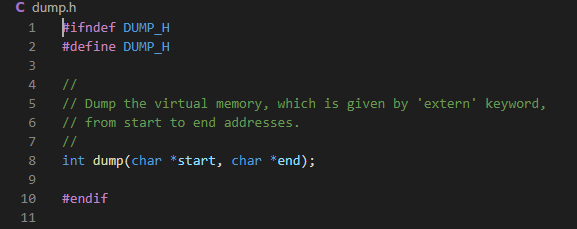 C dump.h
1 #ifndef DUMP_H
2 #define DUMP_H
3
4 //
5 // Dump the virtual memory, which is given by 'extern' keyword,
6 // from start to end addresses.
7 //
8 int dump(char *start, char *end);
9
10 #endif
11